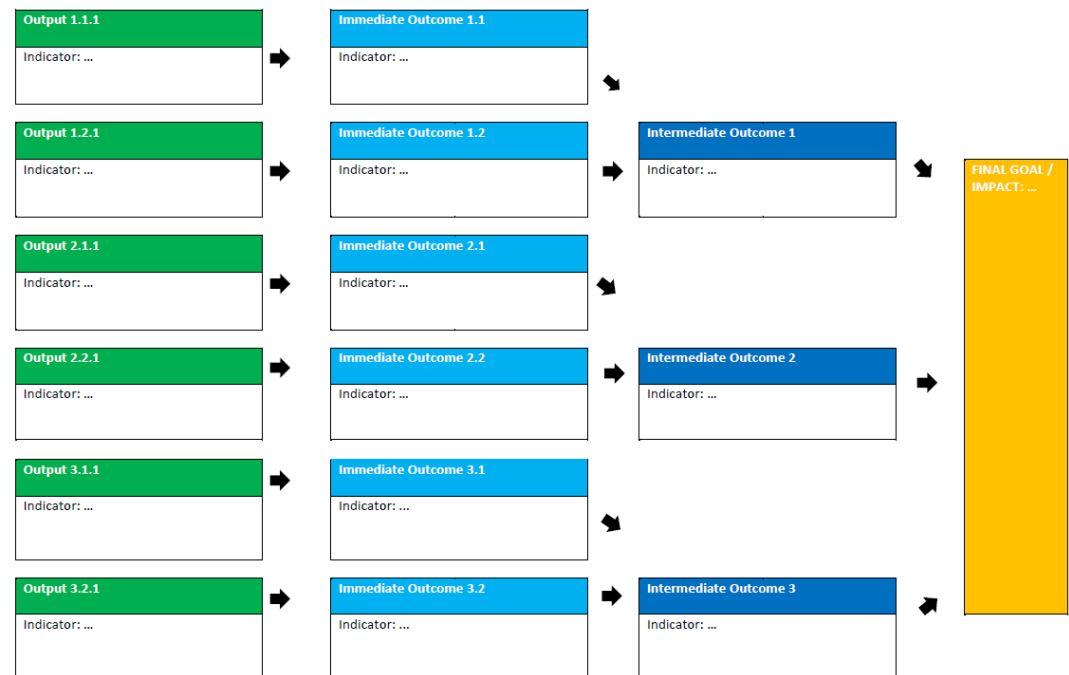 Output 1.1.1
Indicator: ...
Immediate Outcome 1.1
Indicator: ...
Output 1.2.1
Indicator: ...
Immediate Outcome 1.2
Indicator: ...
Intermediate Outcome 1
Indicator: ...
FINAL GOAL /
IMPACT: ...
Output 2.1.1
Indicator: ...
Immediate Outcome 2.1
Indicator: ...
Output 2.2.1
Indicator: ...
Immediate Outcome 2.2
Indicator: ...
Intermediate Outcome 2
Indicator: ...
Output 3.1.1
Indicator: ...
Immediate Outcome 3.1
Indicator: ...
Output 3.2.1
Indicator: ...
Immediate Outcome 3.2
Indicator: ...
Intermediate Outcome 3
Indicator: ...